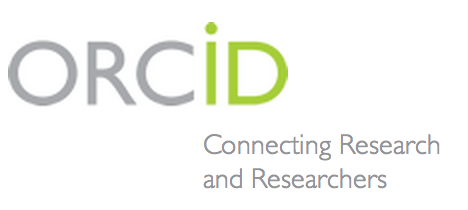 ORCiD
Connecting Research
and Researchers